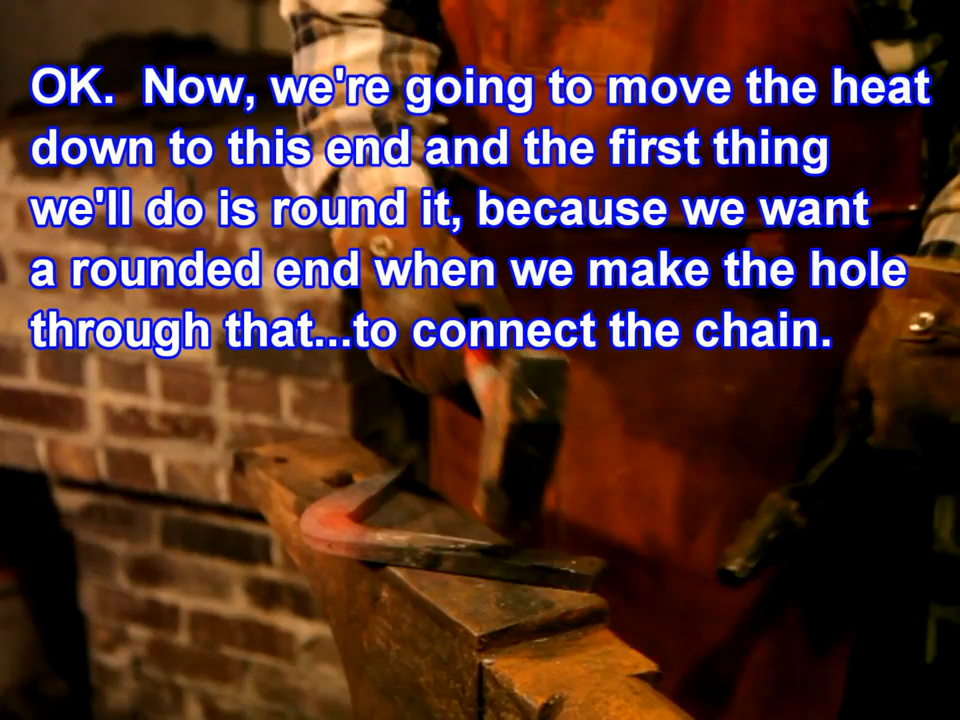 OK.  Now, we're going to move the heat
down to this end and the first thing
we'll do is round it, because we want
a rounded end when we make the hole
through that...to connect the chain.